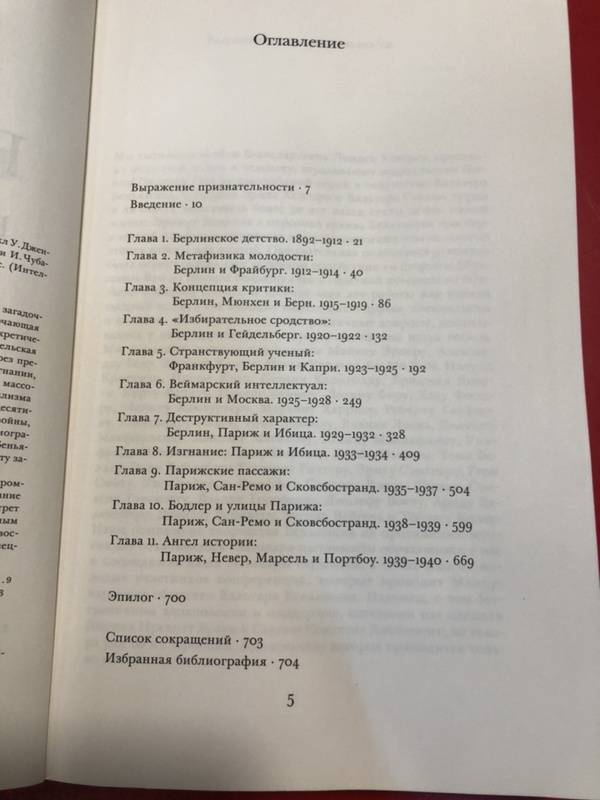 Оглавление
Выражение признательности · 7
Введение · 10
Глава 1. Берлинское детство. 1892–1912 · 21
Глава 2. Метафизика молодости:
Берлин и Фрайбург. 1912–1914 · 40
Глава 3. Концепция критики:
Берлин, Мюнхен и Берн. 1915–1919 · 86
Глава 4. «Избирательное сродство»:
Берлин и Гейдельберг. 1920–1922 · 132
Глава 5. Странствующий ученый:
Франкфурт, Берлин и Капри. 1923–1925 · 192
Глава 6. Веймарский интеллектуал:
Берлин и Москва. 1925–1928 · 249
Глава 7. Деструктивный характер:
Берлин, Париж и Ибица. 1929–1932 · 328
Глава 8. Изгнание: Париж и Ибица. 1933–1934 · 409
Глава 9. Парижские пассажи:
Париж, Сан-Ремо и Сковсбостранд. 1935–1937 · 504
Глава 10. Бодлер и улицы Парижа:
Париж, Сан-Ремо и Сковсбостранд. 1938–1939 · 599
Глава 11. Ангел истории:
Париж, Невер, Марсель и Портбоу. 1939–1940 · 669
Эпилог · 700
Список сокращений · 703
Избранная библиография · 704
5